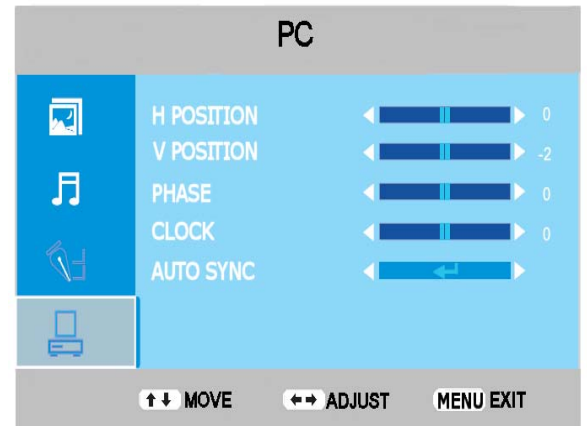 PC
H POSITION 0
V POSITION -2
PHASE 0
CLOCK 0
AUTO SYNC
MOVE ADJUST MENU EXIT